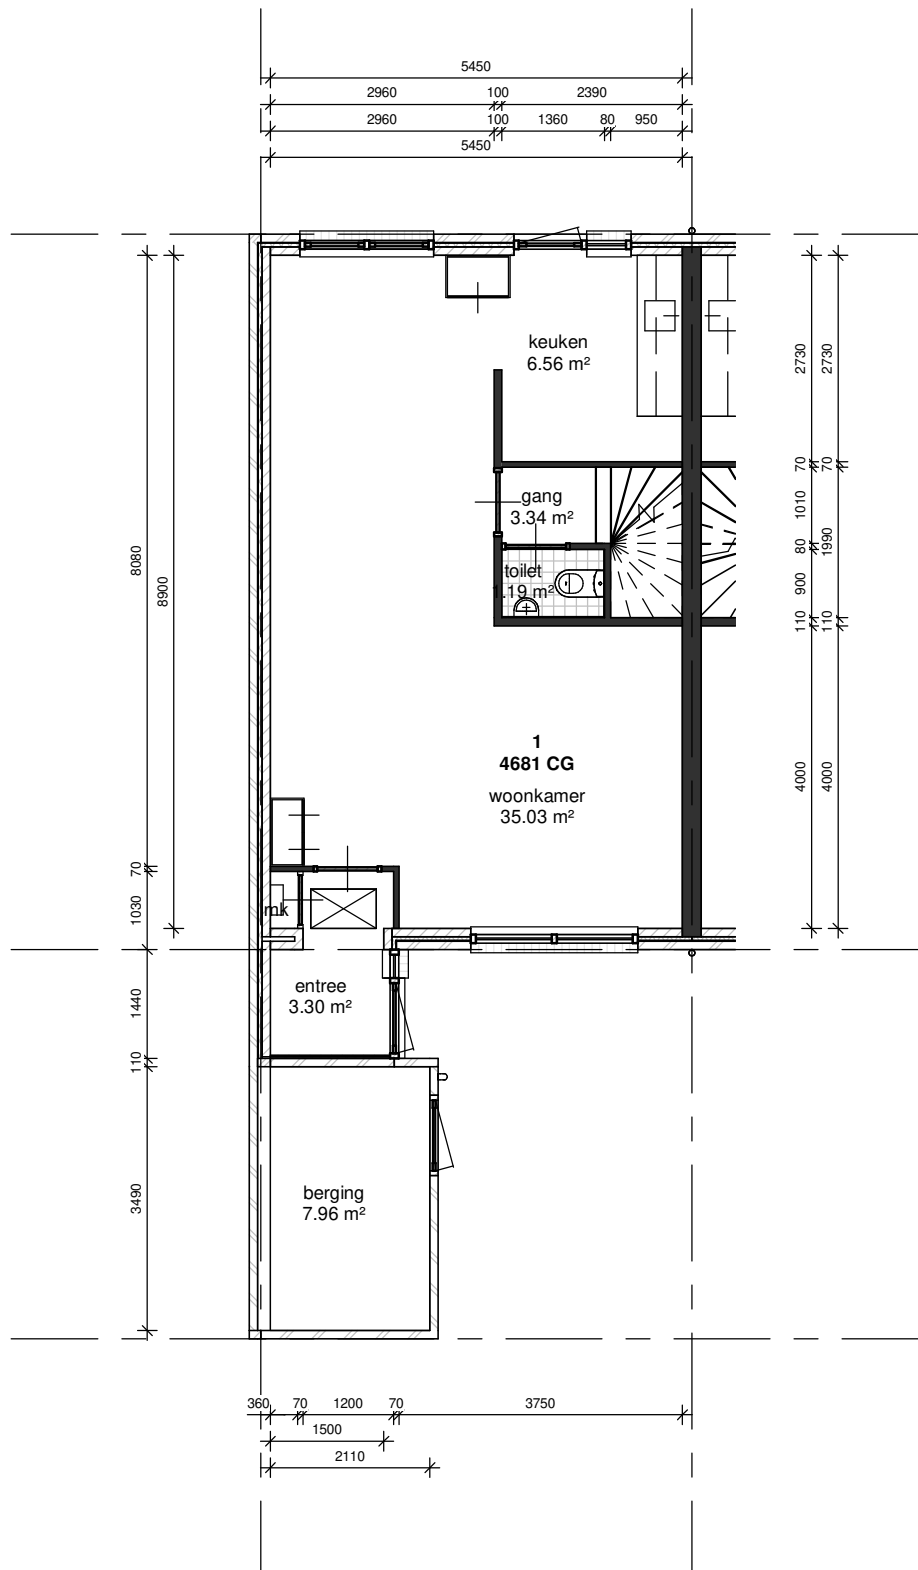 5450
2960 100 2390
2960 100 1360 80 950
5450
keuken
6.56 m²
2730 2730
70 70
gang
3.34 m²
1010
1990
80
toilet
1.19 m²
900
110 110
8080
8900
1
4681 CG
woonkamer
35.03 m²
4000 4000
70
mk
1030
entree
3.30 m²
1440
110
berging
7.96 m²
3490
360 70 1200 70 3750
1500
2110